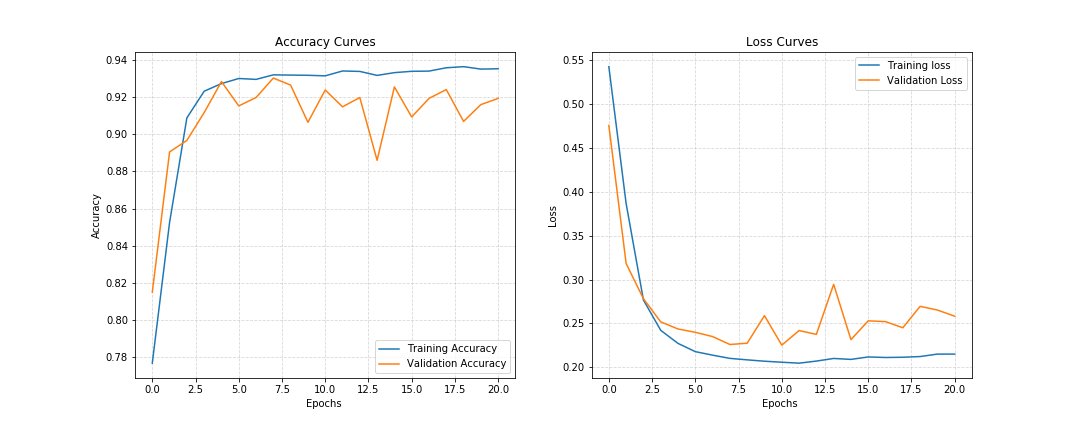 Accuracy Curves
Accuracy
0.94
0.92
0.90
0.88
0.86
0.84
0.82
0.80
0.78
Training Accuracy
Validation Accuracy
0.0 2.5 5.0 7.5 10.0 12.5 15.0 17.5 20.0
Epochs
Loss Curves
Loss
0.55
0.50
0.45
0.40
0.35
0.30
0.25
0.20
Training loss
Validation Loss
0.0 2.5 5.0 7.5 10.0 12.5 15.0 17.5 20.0
Epochs